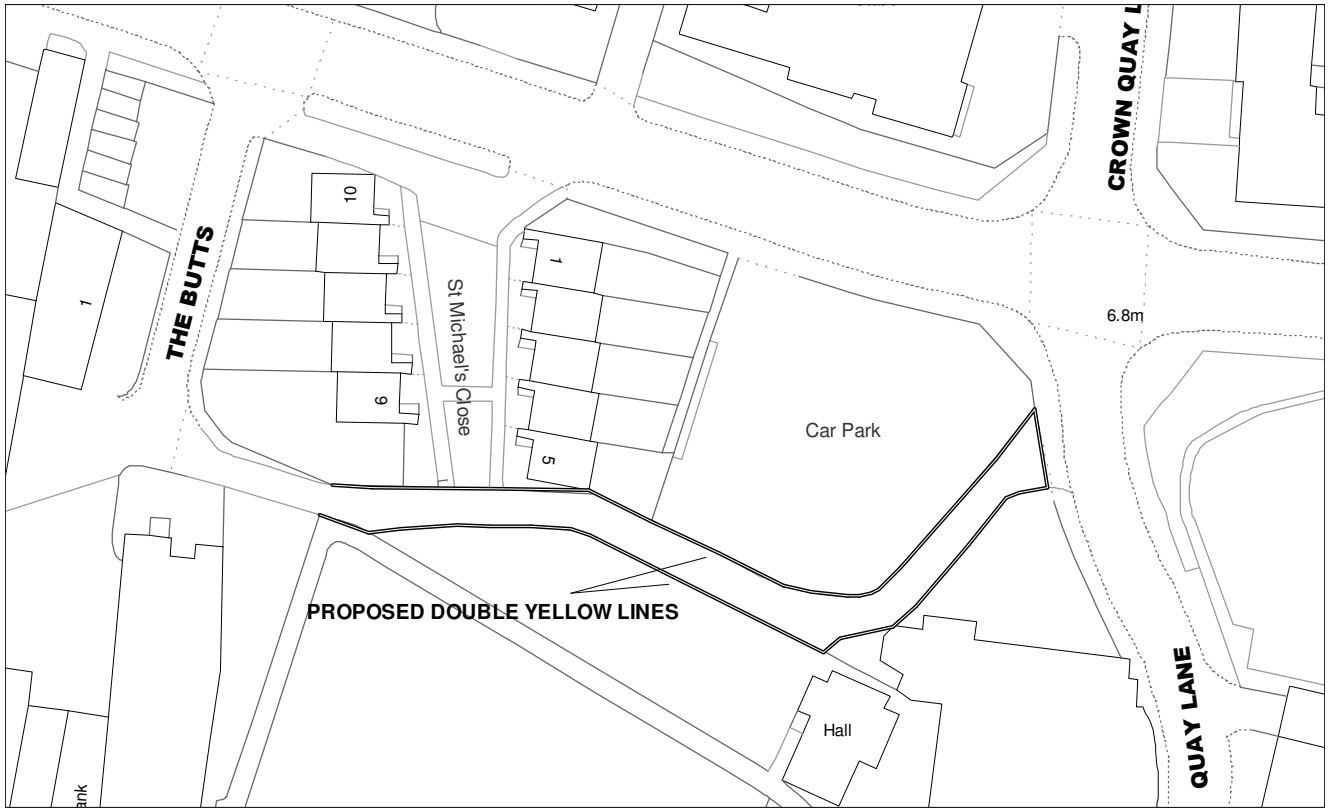 CROWN QUAY L
10
THE BUTTS
1
St Michael's Close
1
6.8m
9
Car Park
5
PROPOSED DOUBLE YELLOW LINES
QUAY LANE
Hall
ank